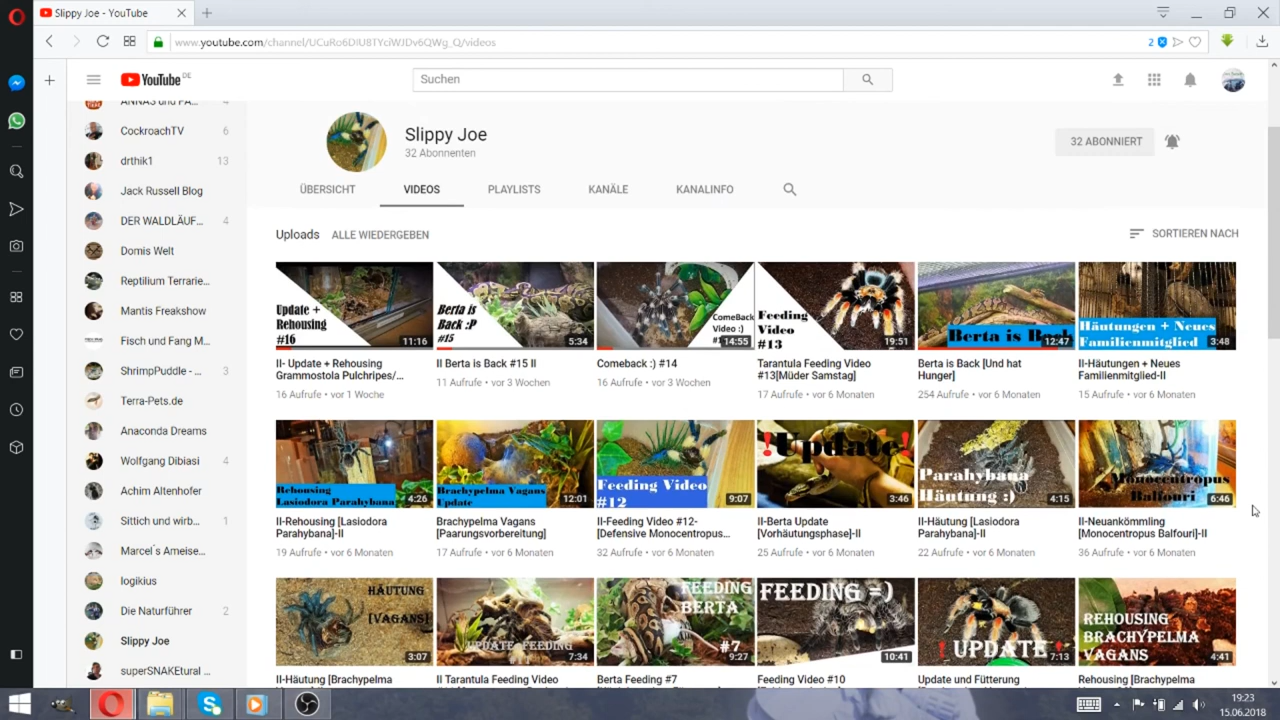 Slippy Joe - YouTube
www.youtube.com/channel/UCuRo6DIU8TYciWJDv6QWg_Q/videos
2
YouTube DE
Suchen
ANNAS und PA... 4
CockroachTV 6
drthik1 13
Jack Russell Blog
DER WALDLÄUF... 4
Domis Welt
Reptilium Terrarie...
Mantis Freakshow
Fisch und Fang M...
ShrimpPuddle - ... 3
Terra-Pets.de
Anaconda Dreams
Wolfgang Dibiasi 4
Achim Altenhofer
Sittich und wirb... 1
Marcel´s Ameise...
logikius
Die Naturführer 2
Slippy Joe
superSNAKEtural ...
Slippy Joe
32 Abonnenten
32 ABONNIERT
ÜBERSICHT VIDEOS PLAYLISTS KANÄLE KANALINFO
Uploads ALLE WIEDERGEBEN
SORTIEREN NACH
Update +
Rehousing
#16
11:16
II- Update + Rehousing
Grammostola Pulchripes/...
16 Aufrufe • vor 1 Woche
Berta is
Back :P
#15
5:34
II Berta is Back #15 II
11 Aufrufe • vor 3 Wochen
ComeBack
Video :)
14:55
Comeback :) #14
16 Aufrufe • vor 3 Wochen
Feeding
Video
#13
19:51
Tarantula Feeding Video
#13[Müder Samstag]
17 Aufrufe • vor 6 Monaten
Berta is Back
12:47
Berta is Back [Und hat
Hunger]
254 Aufrufe • vor 6 Monaten
Häutungen + Neues
Familienmitglied
3:48
II-Häutungen + Neues
Familienmitglied-II
15 Aufrufe • vor 6 Monaten
Rehousing
Lasiodora Parahybana
4:26
II-Rehousing [Lasiodora
Parahybana]-II
19 Aufrufe • vor 6 Monaten
Brachypelma Vagans
Update
12:01
Brachypelma Vagans
[Paarungsvorbereitung]
17 Aufrufe • vor 6 Monaten
Feeding Video
#12
9:07
II-Feeding Video #12-
[Defensive Monocentropus...
32 Aufrufe • vor 6 Monaten
!Update!
3:46
II-Berta Update
[Vorhäutungsphase]-II
25 Aufrufe • vor 6 Monaten
Parahybana
Häutung :)
4:15
II-Häutung [Lasiodora
Parahybana]-II
22 Aufrufe • vor 6 Monaten
Monocentropus
Balfouri
6:46
II-Neuankömmling
[Monocentropus Balfouri]-II
36 Aufrufe • vor 6 Monaten
HÄUTUNG
[VAGANS]
3:07
II-Häutung [Brachypelma
UPDATE+FEEDING
7:34
II Tarantula Feeding Video
FEEDING
BERTA
#7
9:27
Berta Feeding #7
FEEDING =)
10:41
Feeding Video #10
! UPDATE !
7:13
Update und Fütterung
REHOUSING
BRACHYPELMA
VAGANS
4:41
Rehousing [Brachypelma
19:23
15.06.2018